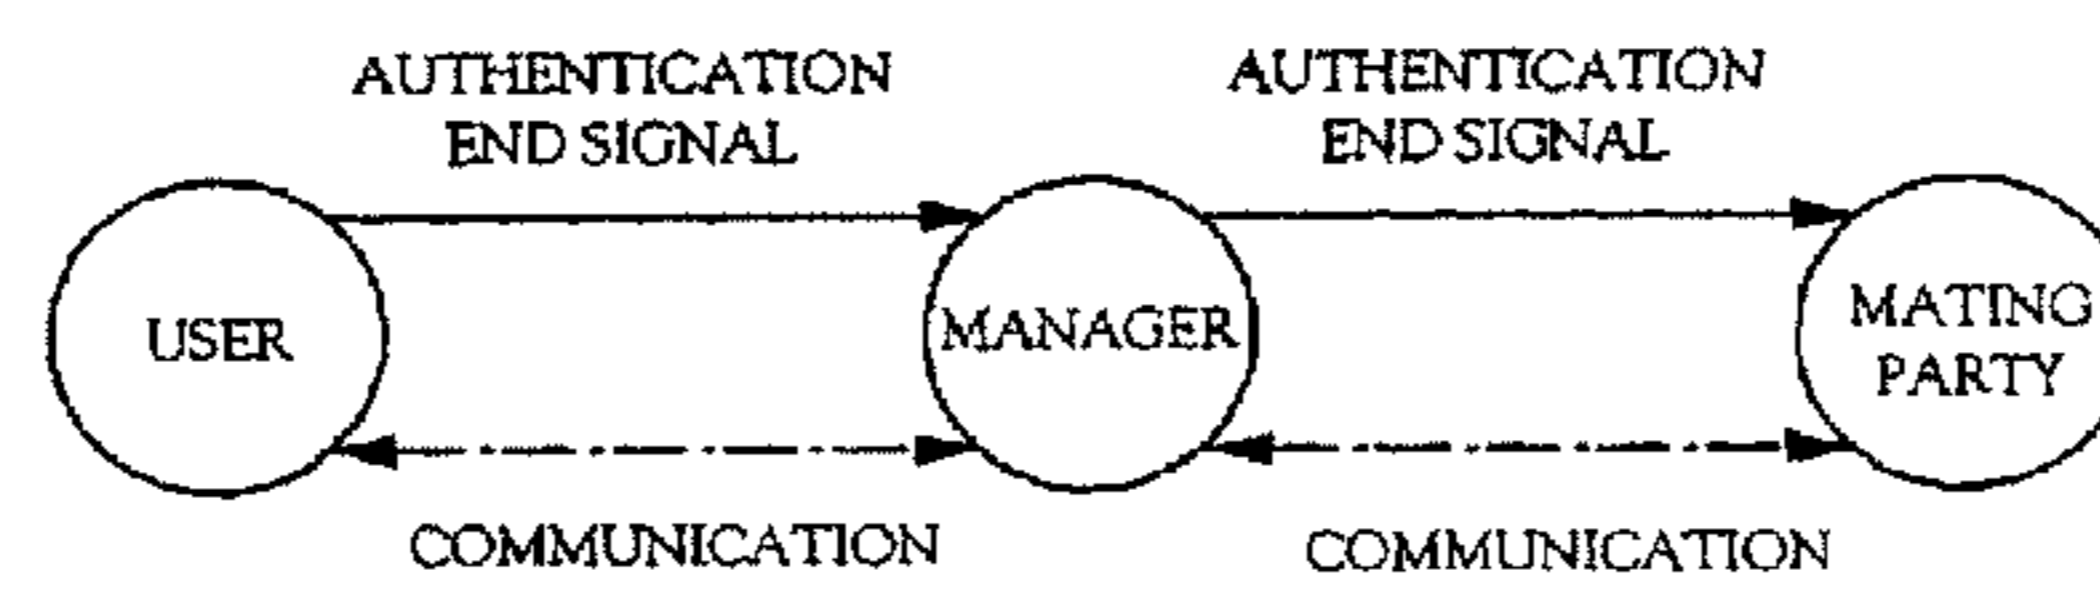 AUTHENTICATION
END SIGNAL
AUTHENTICATION
END SIGNAL
USER
MANAGER
MATING
PARTY
COMMUNICATION
COMMUNICATION